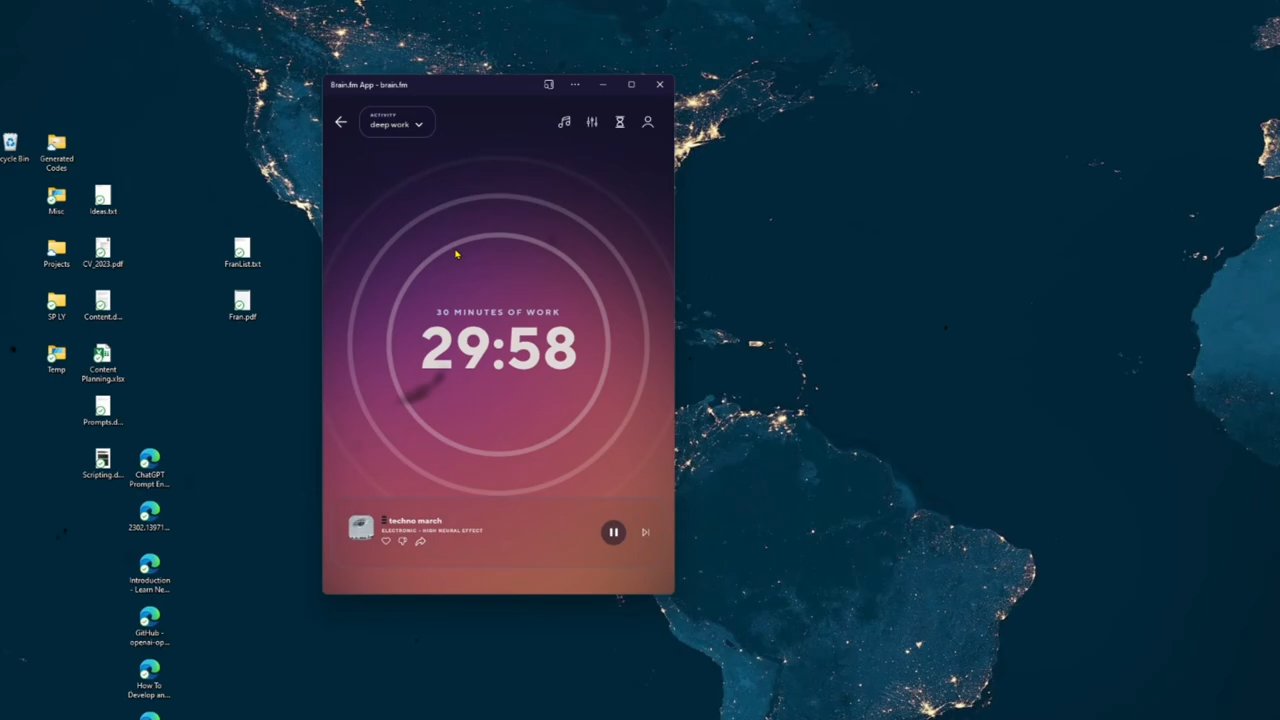 Brain.fm App - brain.fm
ACTIVITY
deep work
30 MINUTES OF WORK
29:58
techno march
ELECTRONIC • HIGH NEURAL EFFECT
cycle Bin
Generated
Codes
Misc
Ideas.txt
Projects
CV_2023.pdf
FranList.txt
SP LY
Content.d...
Fran.pdf
Temp
Content
Planning.xlsx
Prompts.d...
Scripting.d...
ChatGPT
Prompt En...
2302.13971...
Introduction
- Learn Ne...
GitHub -
openai-op...
How To
Develop an...